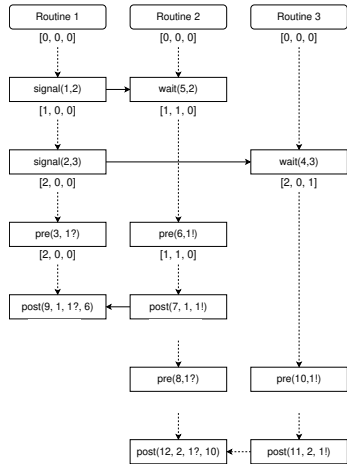 Routine 1 Routine 2 Routine 3
[0, 0, 0] [0, 0, 0] [0, 0, 0]
signal(1,2) wait(5,2)
[1, 0, 0] [1, 1, 0]
signal(2,3) wait(4,3)
[2, 0, 0] [2, 0, 1]
pre(3, 1?) pre(6,1!)
[2, 0, 0] [1, 1, 0]
post(9, 1, 1?, 6) post(7, 1, 1!)
pre(8,1?) pre(10,1!)
post(12, 2, 1?, 10) post(11, 2, 1!)